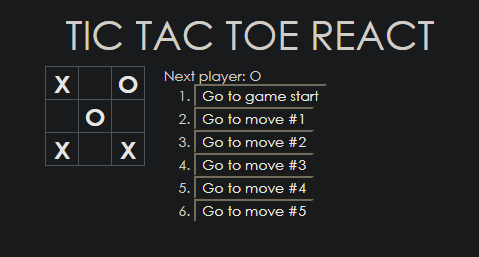 TIC TAC TOE REACT
X O
O
X X
Next player: O
1. Go to game start
2. Go to move #1
3. Go to move #2
4. Go to move #3
5. Go to move #4
6. Go to move #5